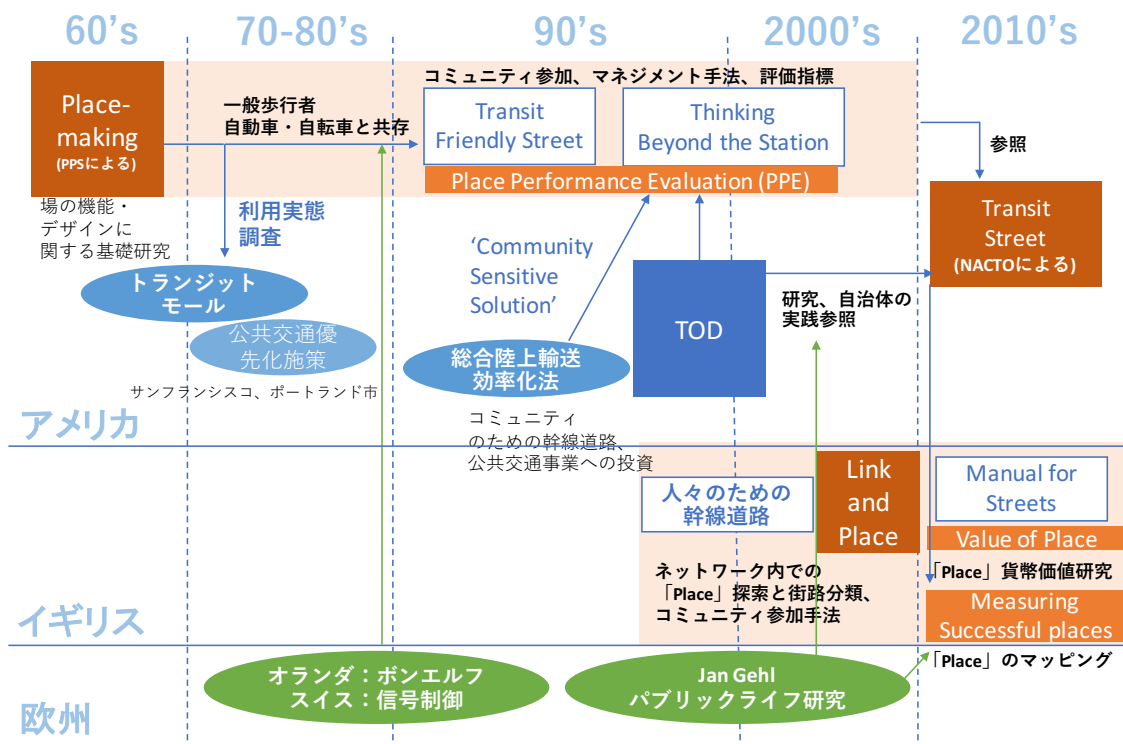 60's
70-80's
90's
2000's
2010's
Place-
making
(PPSによる)
一般歩行者
自動車・自転車と共存
コミュニティ参加、マネジメント手法、評価指標
Transit
Friendly Street
Thinking
Beyond the Station
Place Performance Evaluation (PPE)
参照
場の機能・
デザインに
関する基礎研究
利用実態
調査
Transit
Street
(NACTOによる)
トランジット
モール
公共交通優
先化施策
サンフランシスコ、ポートランド市
'Community
Sensitive
Solution'
TOD
研究、自治体の
実践参照
総合陸上輸送
効率化法
コミュニティ
のための幹線道路、
公共交通事業への投資
アメリカ
人々のための
幹線道路
Link
and
Place
Manual for
Streets
Value of Place
「Place」貨幣価値研究
ネットワーク内での
「Place」探索と街路分類、
コミュニティ参加手法
Measuring
Successful places
イギリス
「Place」のマッピング
オランダ：ボンエルフ
スイス：信号制御
Jan Gehl
パブリックライフ研究
欧州